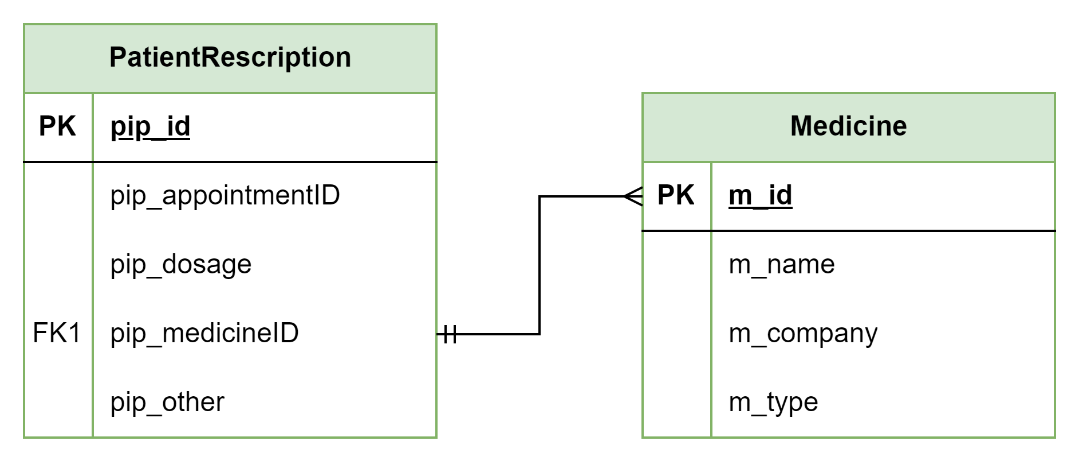 PatientRescription
PK pip_id
pip_appointmentID
pip_dosage
FK1 pip_medicineID
pip_other
Medicine
PK m_id
m_name
m_company
m_type